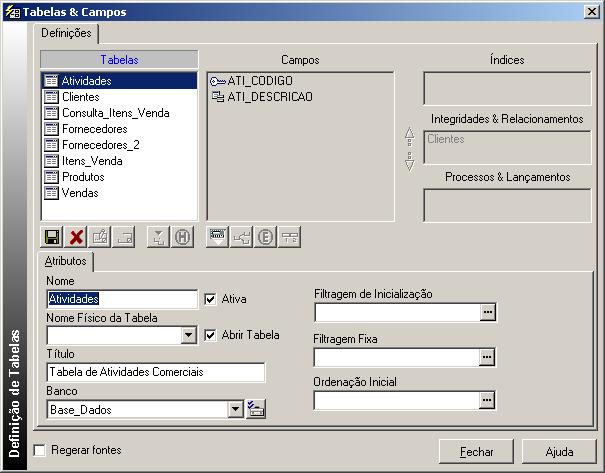 Tabelas & Campos
Definições
Tabelas
Campos
Índices
Atividades
Clientes
Consulta_Itens_Venda
Fornecedores
Fornecedores_2
Itens_Venda
Produtos
Vendas
ATI_CODIGO
ATI_DESCRICAO
Integridades & Relacionamentos
Clientes
Processos & Lançamentos
Atributos
Nome
Atividades
Ativa
Nome Físico da Tabela
Abrir Tabela
Título
Tabela de Atividades Comerciais
Banco
Base_Dados
Filtragem de Inicialização
Filtragem Fixa
Ordenação Inicial
Definição de Tabelas
Regerar fontes
Fechar
Ajuda